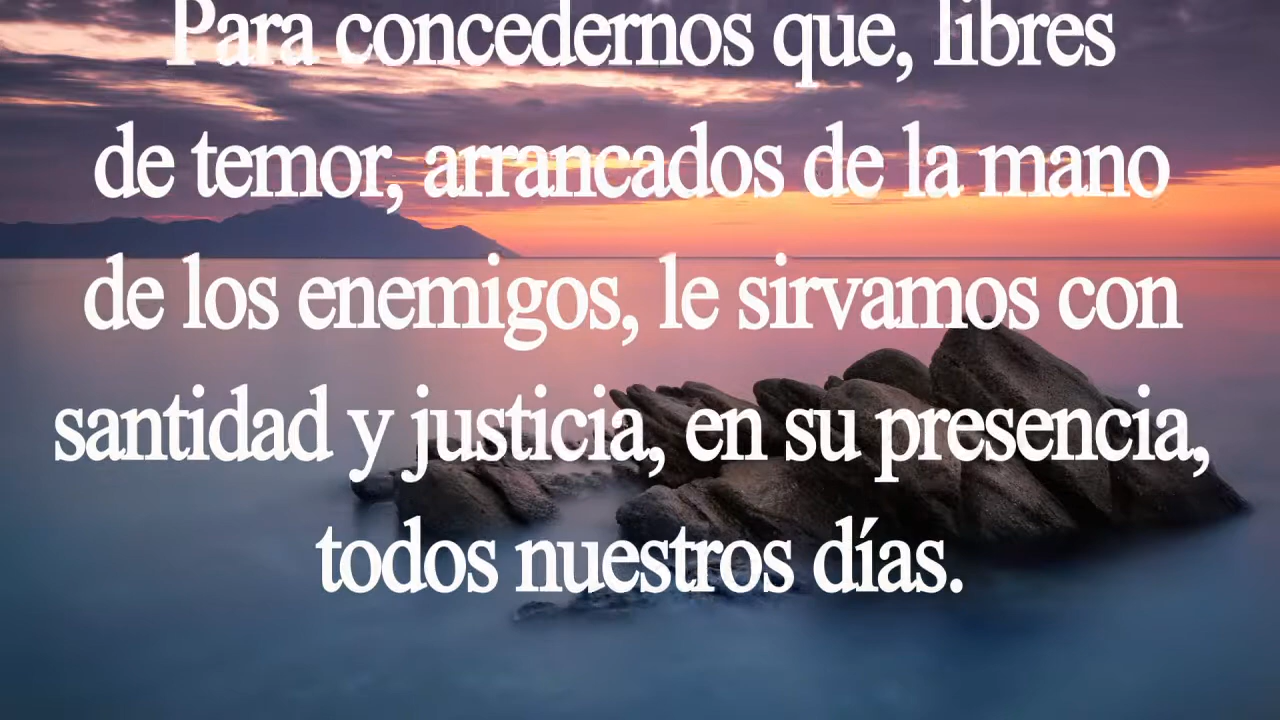 Para concedernos que, libres
de temor, arrancados de la mano
de los enemigos, le sirvamos con
santidad y justicia, en su presencia,
todos nuestros días.